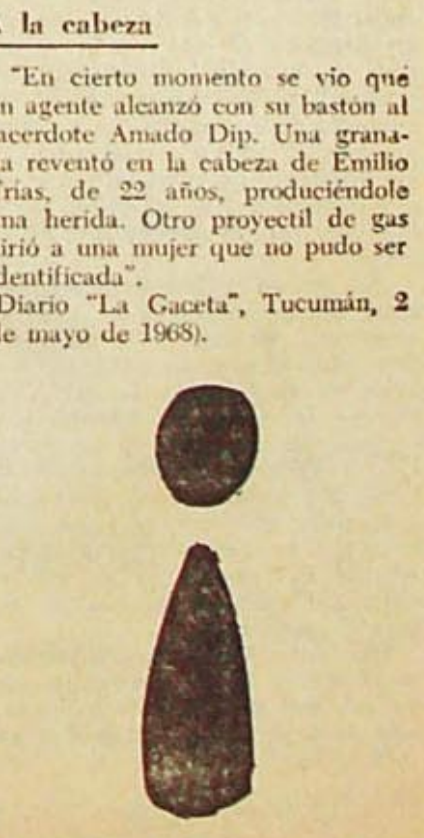 la cabeza
"En cierto momento se vio que
n agente alcanzó con su bastón al
acerdote Amado Dip. Una grana-
a reventó en la cabeza de Emilio
rías, de 22 años, produciéndole
na herida. Otro proyectil de gas
irió a una mujer que no pudo ser
dentificada".
Diario "La Gaceta", Tucumán, 2
e mayo de 1968).